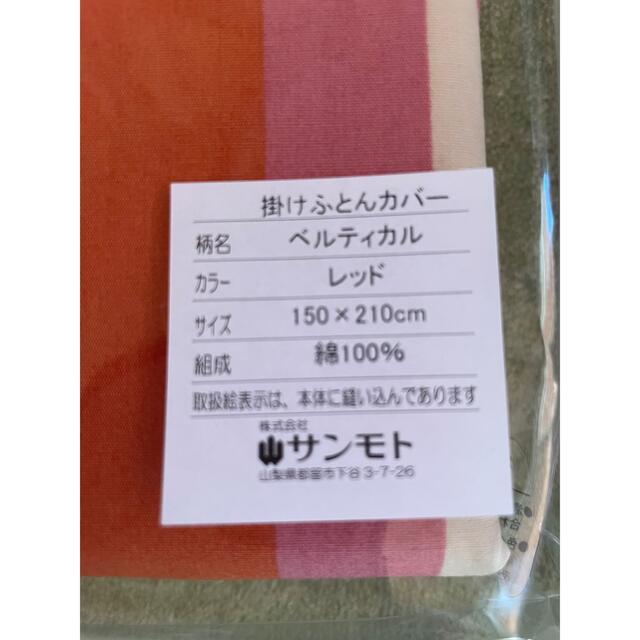 掛けふとんカバー
柄名 ベルティカル
カラー レッド
サイズ 150×210cm
組成 綿100%
取扱絵表示は、本体に縫い込んであります
株式会社
サンモト
山梨県都留市下谷3-7-26